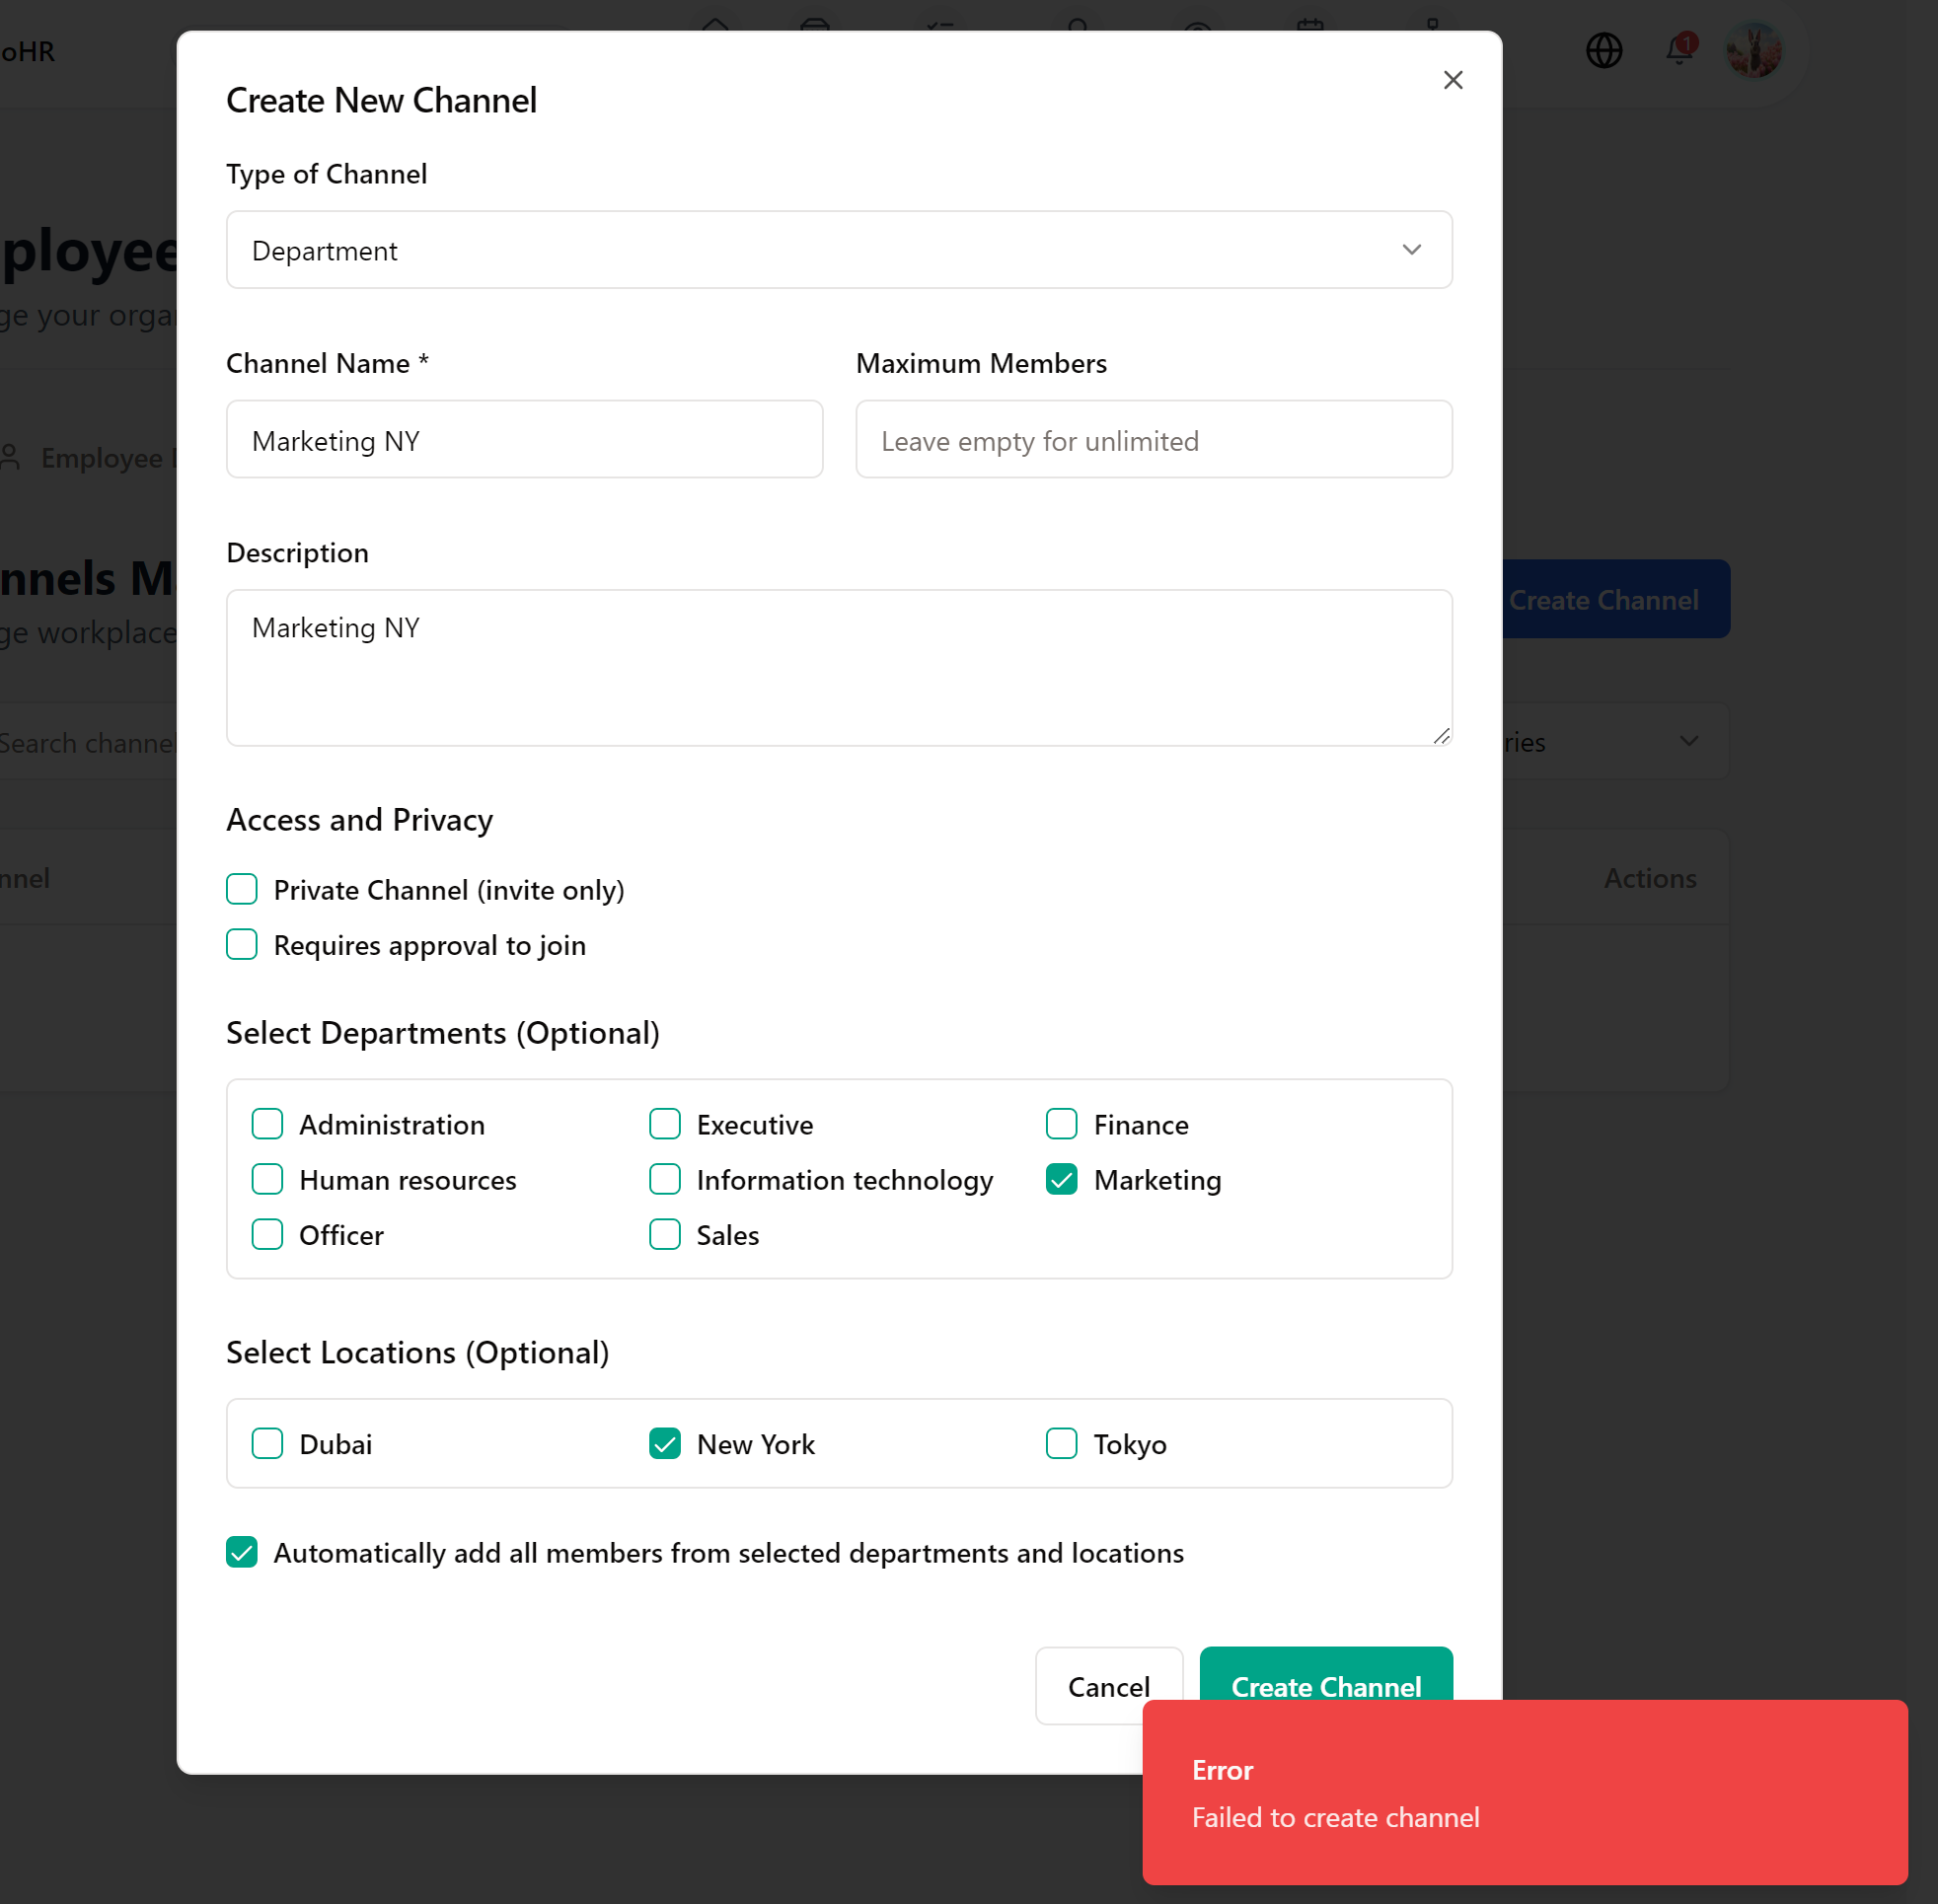 oHR
1
Create New Channel
Type of Channel
Department
Channel Name *
Maximum Members
Marketing NY
Leave empty for unlimited
Description
Marketing NY
Access and Privacy
Private Channel (invite only)
Requires approval to join
Select Departments (Optional)
Administration
Executive
Finance
Human resources
Information technology
Marketing
Officer
Sales
Select Locations (Optional)
Dubai
New York
Tokyo
Automatically add all members from selected departments and locations
Cancel
Create Channel
Error
Failed to create channel
ployee
ge your organ
Employee
nnels M
ge workplace
Create Channel
Search channel
ries
nnel
Actions